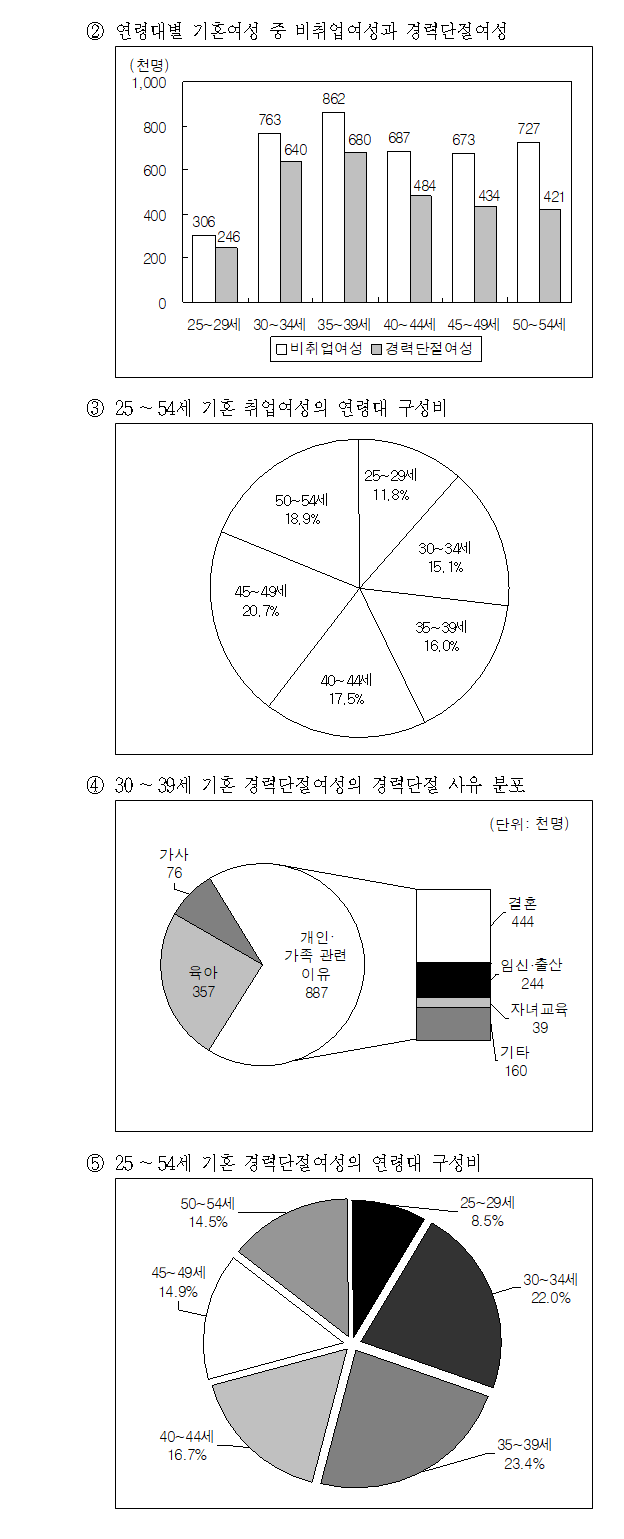 ② 연령대별 기혼여성 중 비취업여성과 경력단절여성
(천명)
1,000
800
600
400
200
0
306
246
763
640
862
680
687
484
673
434
727
421
25~29세
30~34세
35~39세
40~44세
45~49세
50~54세
비취업여성
경력단절여성
③ 25~54세 기혼 취업여성의 연령대 구성비
25~29세
11.8%
30~34세
15.1%
35~39세
16.0%
40~44세
17.5%
45~49세
20.7%
50~54세
18.9%
④ 30~39세 기혼 경력단절여성의 경력단절 사유 분포
(단위: 천명)
가사
76
육아
357
개인·
가족 관련
이유
887
결혼
444
임신·출산
244
자녀교육
39
기타
160
⑤ 25~54세 기혼 경력단절여성의 연령대 구성비
25~29세
8.5%
30~34세
22.0%
35~39세
23.4%
40~44세
16.7%
45~49세
14.9%
50~54세
14.5%